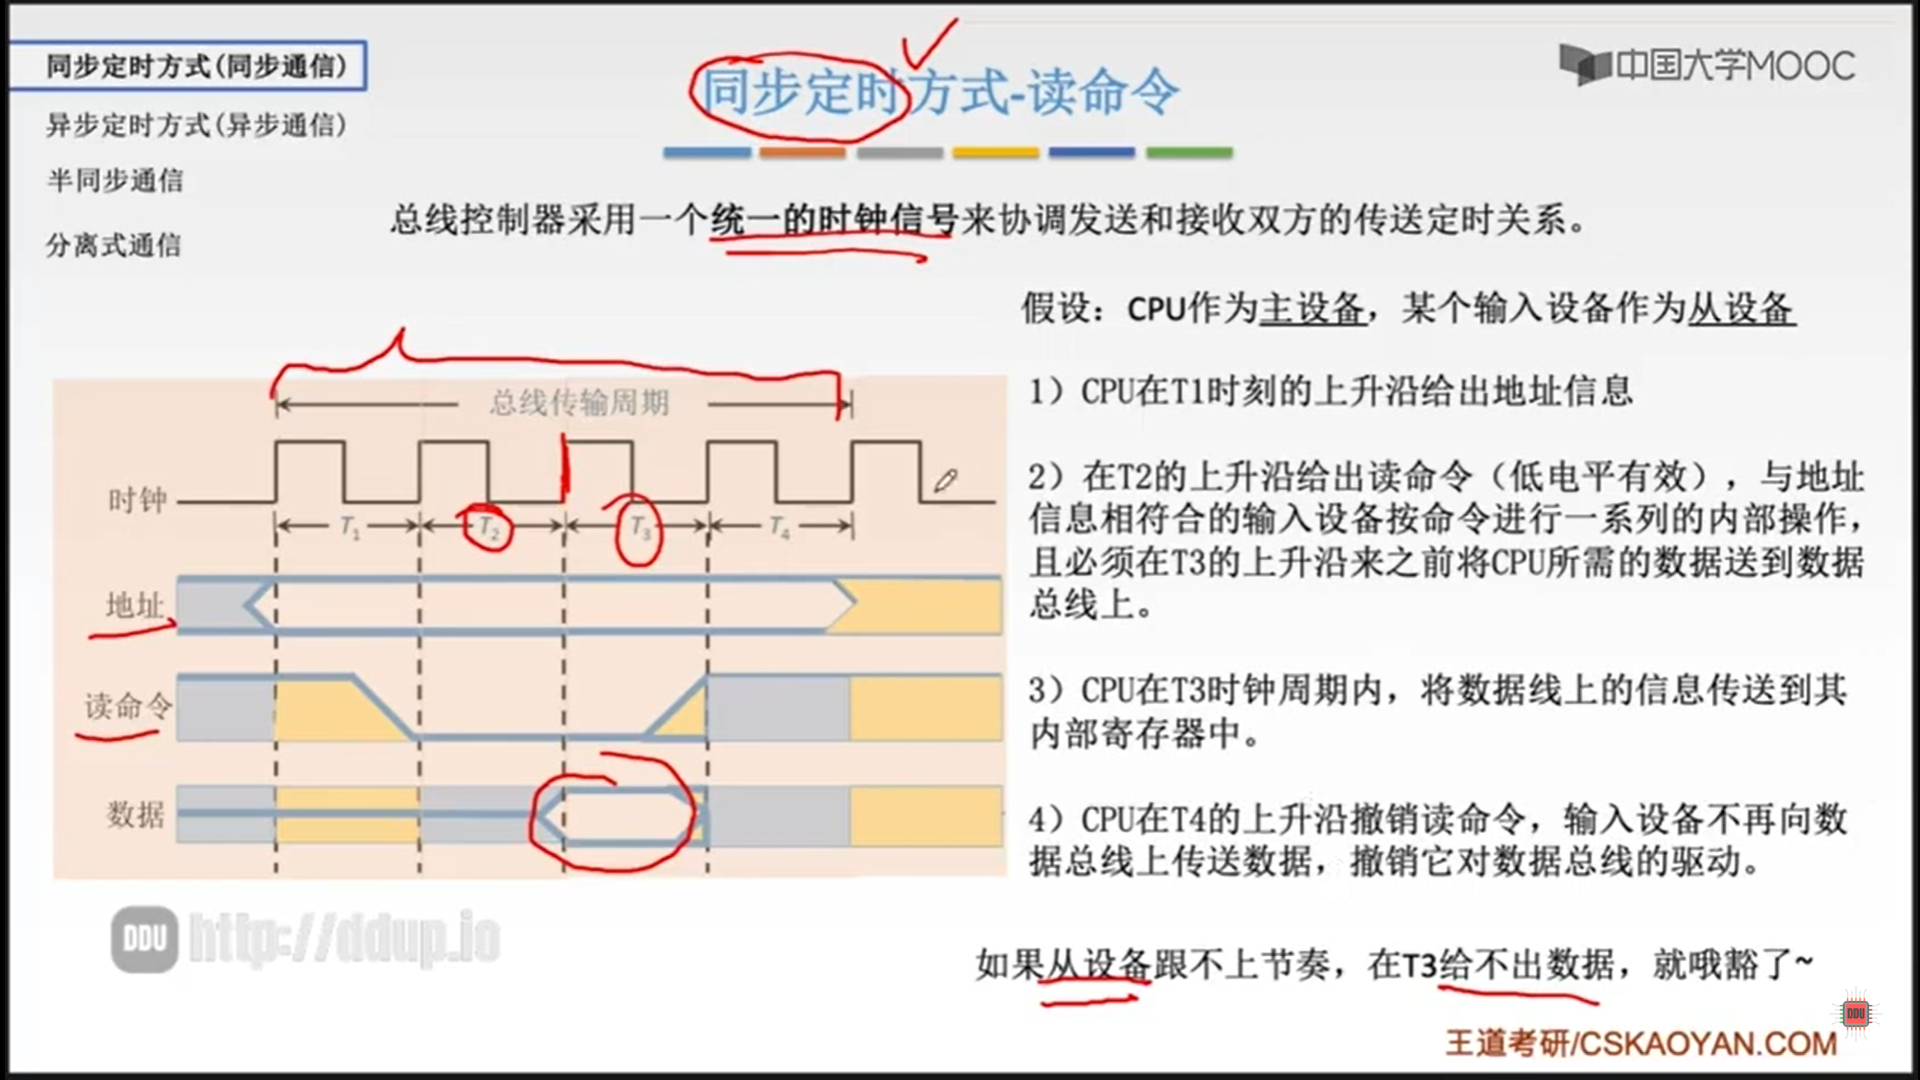 同步定时方式(同步通信)
异步定时方式(异步通信)
半同步通信
分离式通信
同步定时方式-读命令
中国大学MOOC
总线控制器采用一个统一的时钟信号来协调发送和接收双方的传送定时关系。
假设：CPU作为主设备，某个输入设备作为从设备
总线传输周期
时钟
T1
T2
T3
T4
地址
读命令
数据
1）CPU在T1时刻的上升沿给出地址信息
2）在T2的上升沿给出读命令（低电平有效），与地址
信息相符合的输入设备按命令进行一系列的内部操作，
且必须在T3的上升沿来之前将CPU所需的数据送到数据
总线上。
3）CPU在T3时钟周期内，将数据线上的信息传送到其
内部寄存器中。
4）CPU在T4的上升沿撤销读命令，输入设备不再向数
据总线上传送数据，撤销它对数据总线的驱动。
DDU http://ddup.io
如果从设备跟不上节奏，在T3给不出数据，就哦豁了~
DDU
王道考研/CSKAOYAN.COM